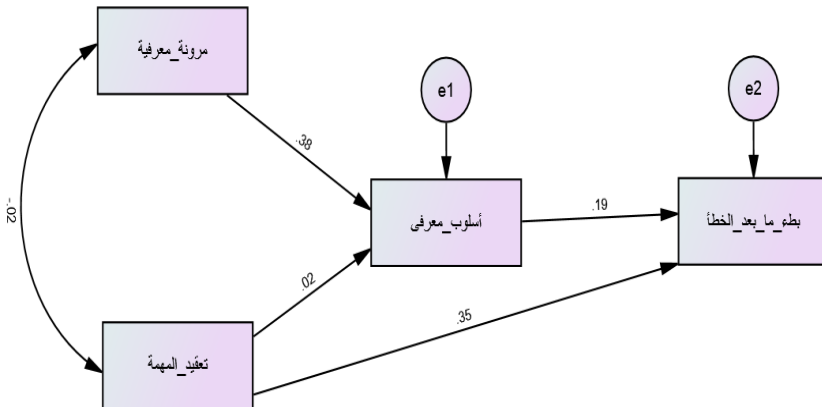 مرونة_معرفية
e1
e2
.38
-.02
أسلوب_معرفى
.19
بطء_ما_بعد_الخطأ
.02
.35
تعقيد_المهمة